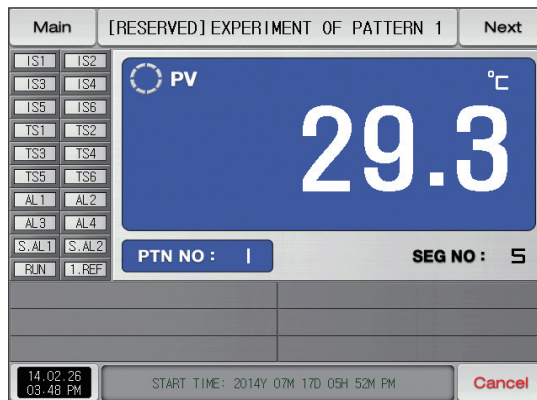 Main [RESERVED] EXPERIMENT OF PATTERN 1 Next
IS1 IS2
IS3 IS4
IS5 IS6
TS1 TS2
TS3 TS4
TS5 TS6
AL1 AL2
AL3 AL4
S.AL1 S.AL2
RUN 1.REF
PV °C
29.3
PTN NO : 1 SEG NO : 5
14.02.26
03:48 PM
START TIME: 2014Y 07M 17D 05H 52M PM
Cancel